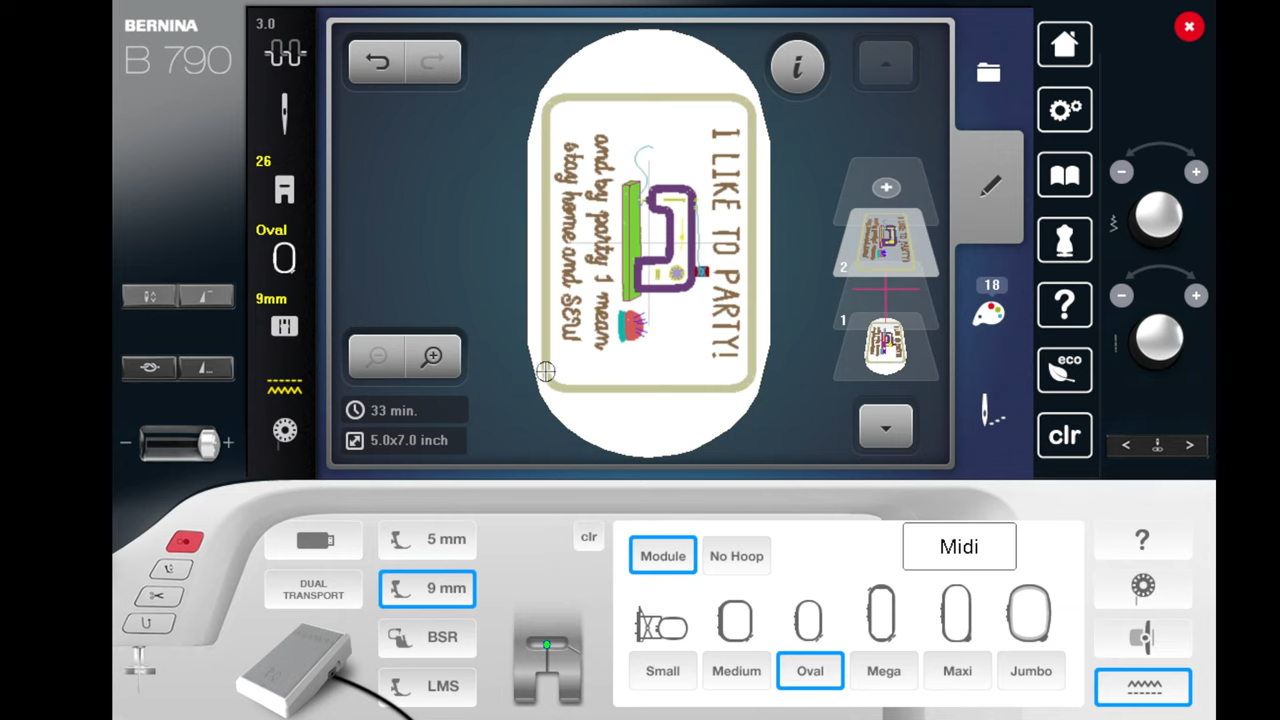 BERNINA
B 790
3.0
26
Oval
9mm
33 min.
5.0x7.0 inch
I LIKE TO PARTY!
and by party I mean
stay home and SEW
i
2
1
18
?
eco
clr
DUAL
TRANSPORT
5 mm
9 mm
BSR
LMS
clr
Module
No Hoop
Midi
Small
Medium
Oval
Mega
Maxi
Jumbo
?